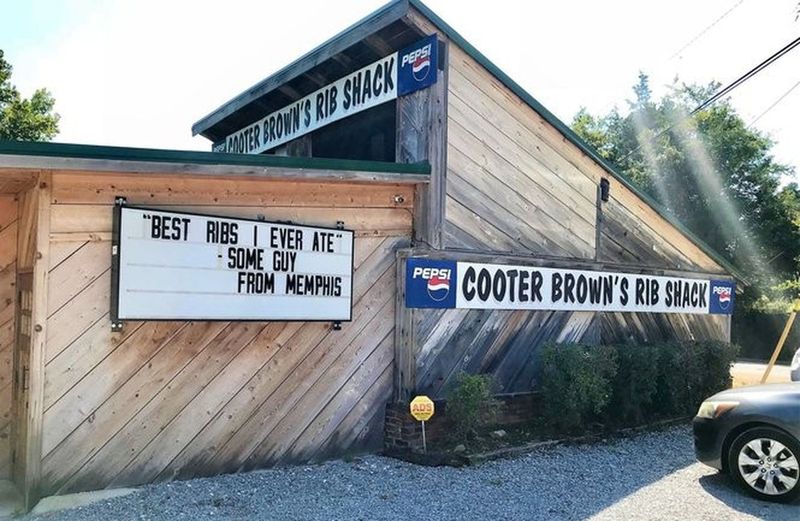 COOTER BROWN'S RIB SHACK PEPSI
"BEST RIBS I EVER ATE"
- SOME GUY
FROM MEMPHIS
PEPSI COOTER BROWN'S RIB SHACK PEPSI
ADS